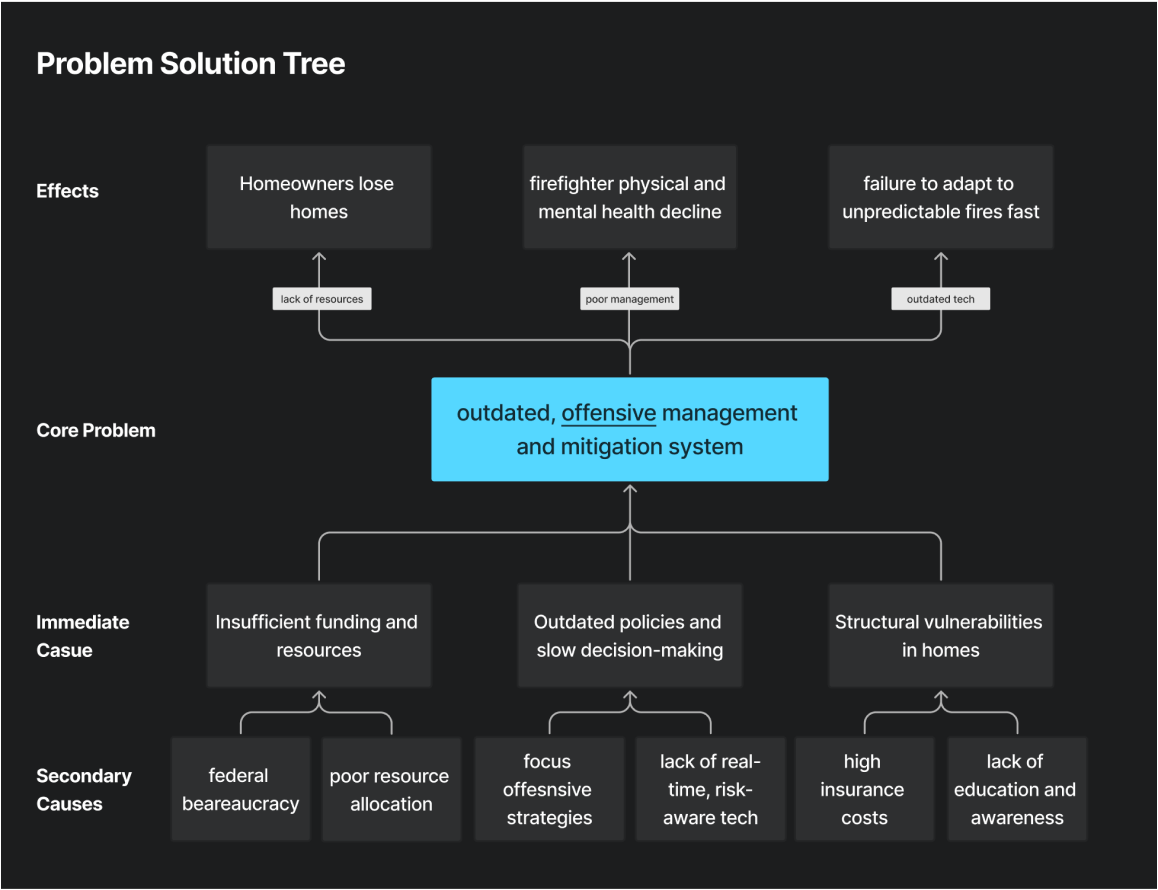 Problem Solution Tree
Effects
Homeowners lose
homes
firefighter physical and
mental health decline
failure to adapt to
unpredictable fires fast
lack of resources
poor management
outdated tech
Core Problem
outdated, offensive management
and mitigation system
Immediate
Casue
Insufficient funding and
resources
Outdated policies and
slow decision-making
Structural vulnerabilities
in homes
Secondary
Causes
federal
beareaucracy
poor resource
allocation
focus
offesnsive
strategies
lack of real-
time, risk-
aware tech
high
insurance
costs
lack of
education and
awareness